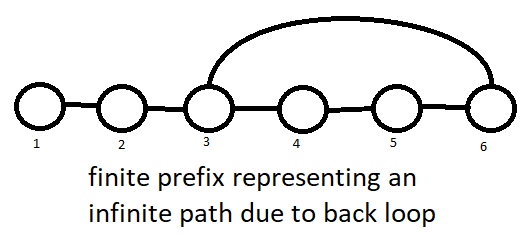 1 2 3 4 5 6
finite prefix representing an
infinite path due to back loop